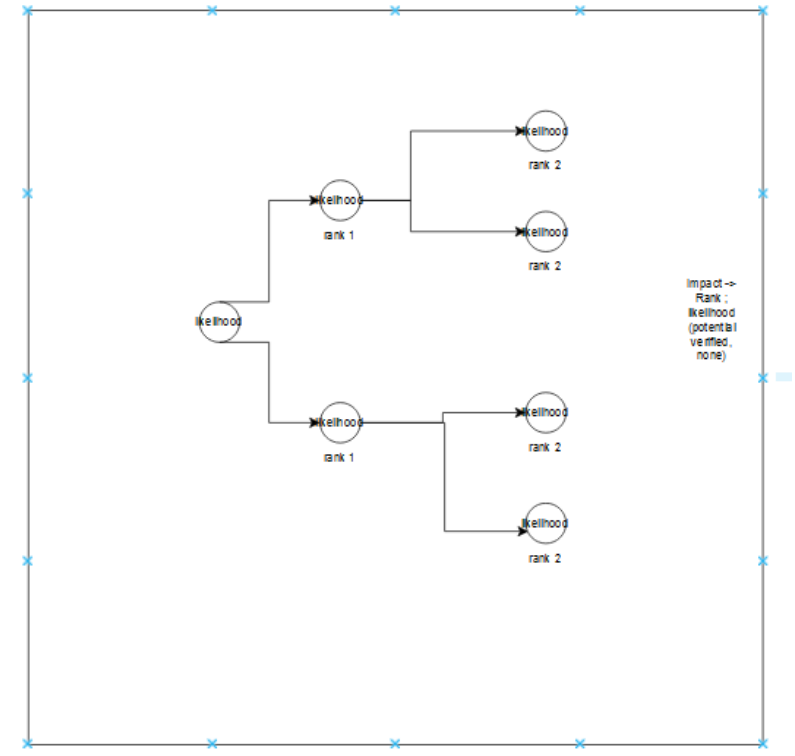 likelihood
rank 2
likelihood
rank 1
likelihood
rank 2
Impact ->
Rank ;
likelihood
(potential
verified,
none)
likelihood
likelihood
rank 2
likelihood
rank 1
likelihood
rank 2